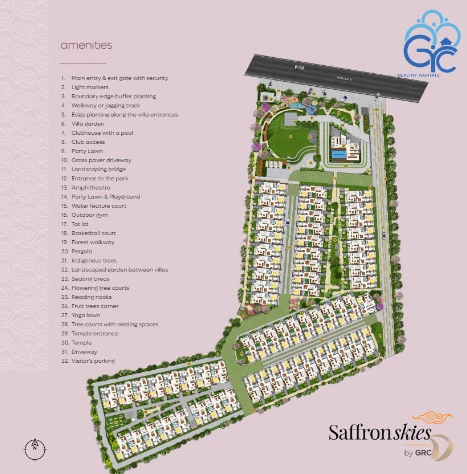 amenities
1. Main entry & exit gate with security
2. Light markers
3. Boundary edge buffer planting
4. Walkway or jogging track
5. Edge planting along the villa entrances
6. Villa garden
7. Clubhouse with a pool
8. Club access
9. Party Lawn
10. Grass paver driveway
11. Landscaping bridge
12. Entrance to the park
13. Amphitheatre
14. Party Lawn & Playground
15. Water feature court
16. Outdoor gym
17. Tot lot
18. Basketball court
19. Forest walkway
20. Pergola
21. Indigenous trees
22. Landscaped garden between villas
23. Seating areas
24. Flowering tree courts
25. Reading nooks
26. Fruit trees corner
27. Yoga lawn
28. Tree courts with seating spaces
29. Temple entrance
30. Temple
31. Driveway
32. Visitor's parking
GRC
HEALTHY HABITATS
Saffron skies
by GRC